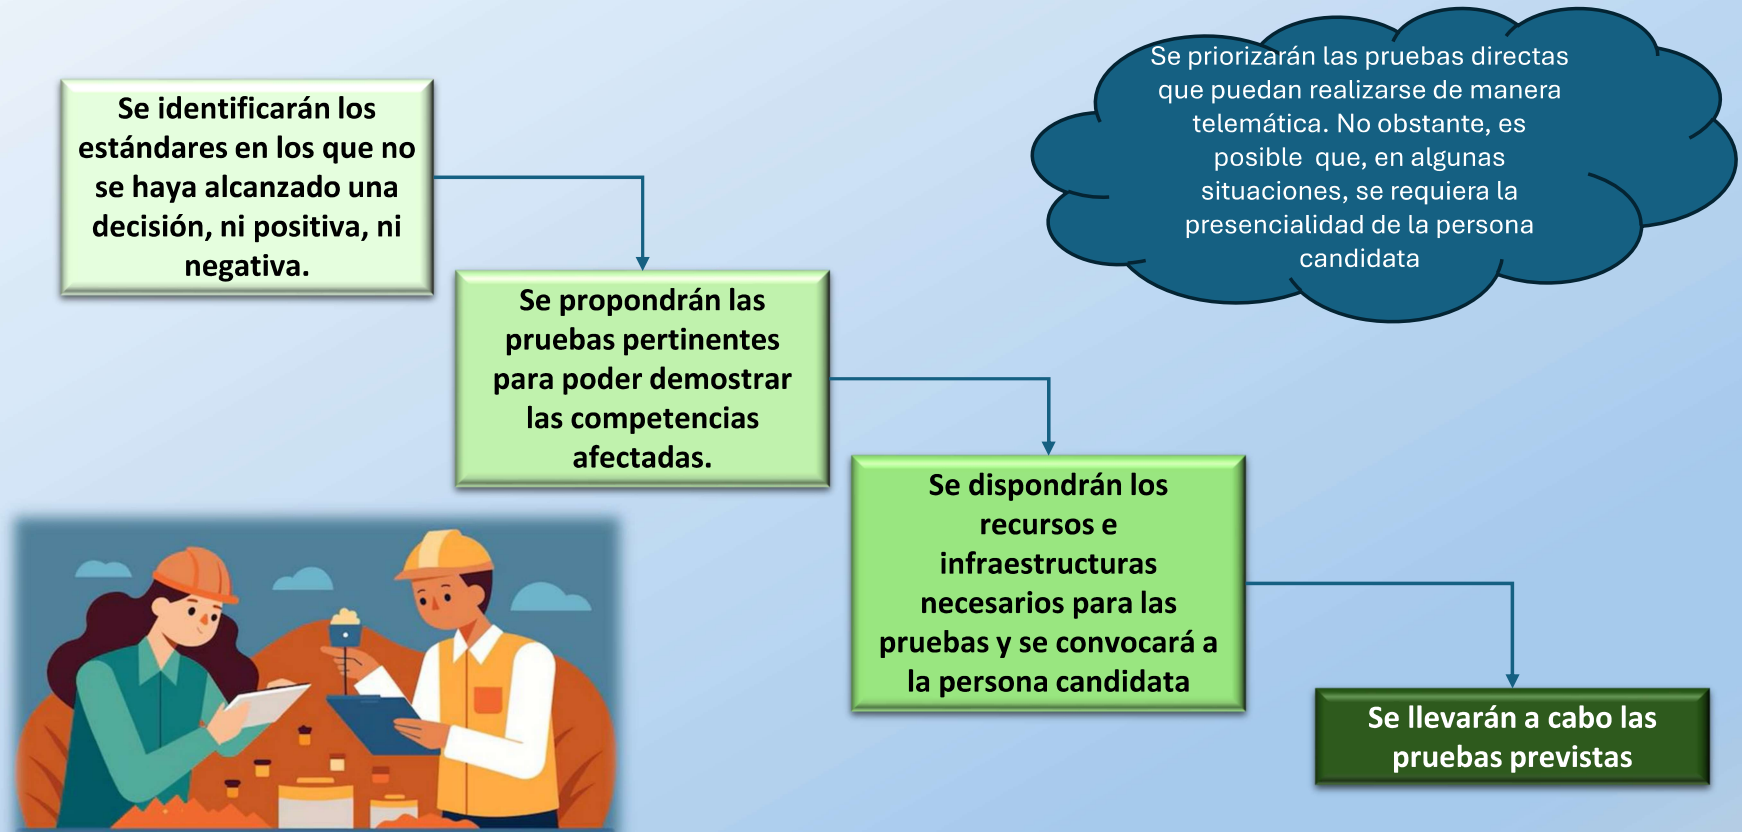 Se identificarán los
estándares en los que no
se haya alcanzado una
decisión, ni positiva, ni
negativa.
Se propondrán las
pruebas pertinentes
para poder demostrar
las competencias
afectadas.
Se dispondrán los
recursos e
infraestructuras
necesarios para las
pruebas y se convocará a
la persona candidata
Se llevarán a cabo las
pruebas previstas
Se priorizarán las pruebas directas
que puedan realizarse de manera
telemática. No obstante, es
posible que, en algunas
situaciones, se requiera la
presencialidad de la persona
candidata